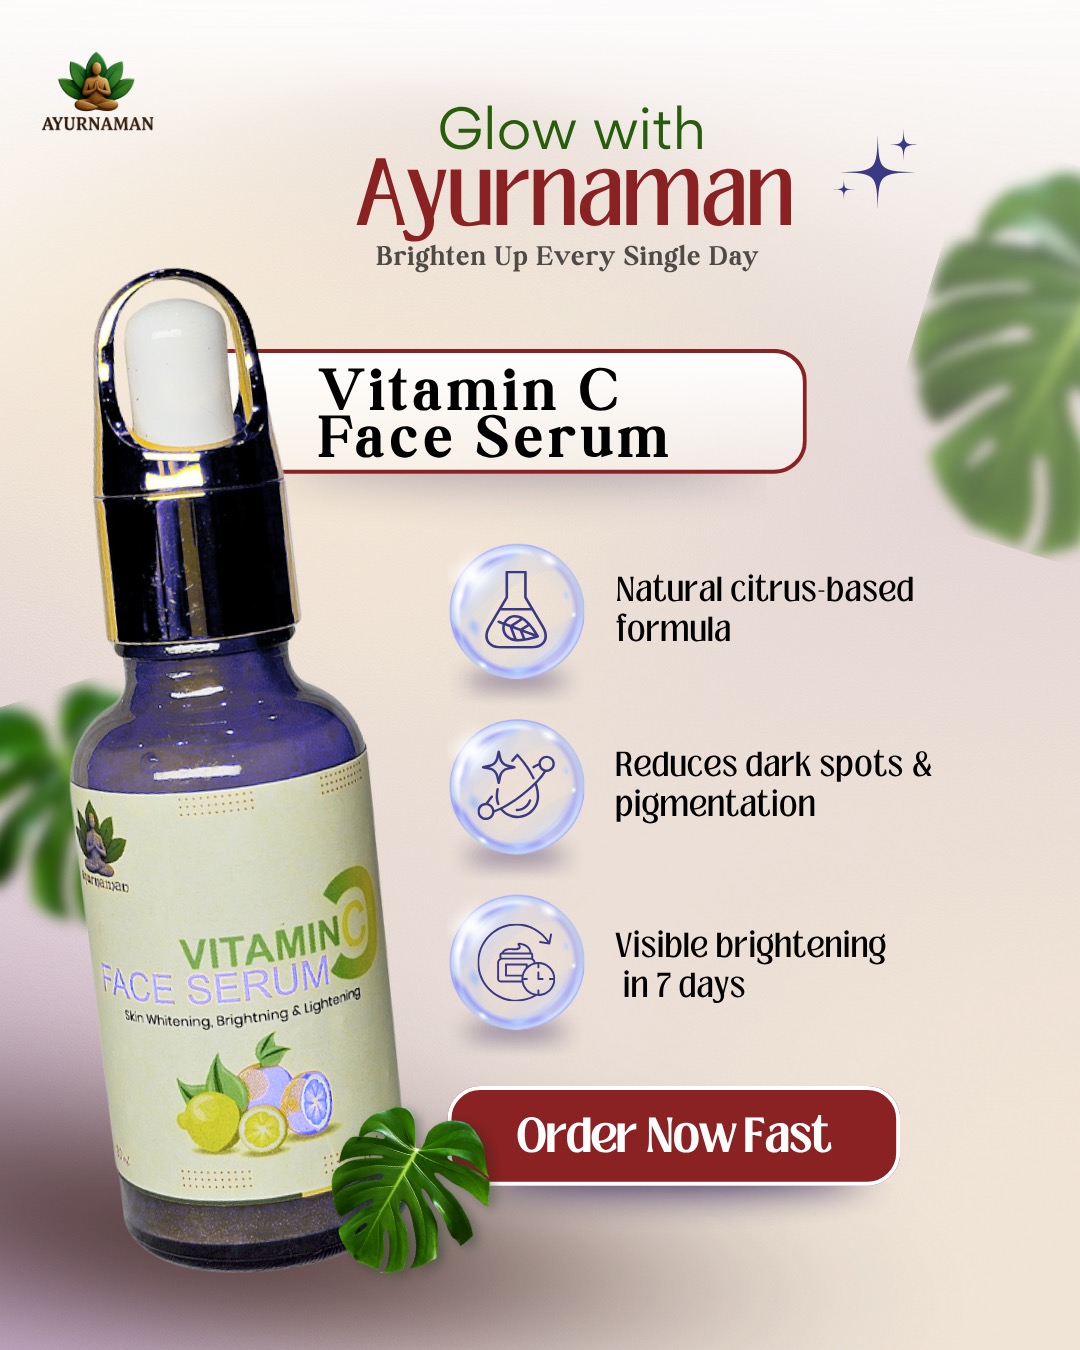 AYURNAMAN
Glow with
Ayurnaman
Brighten Up Every Single Day
Vitamin C
Face Serum
Natural citrus-based
formula
Reduces dark spots &
pigmentation
Visible brightening
in 7 days
Ayurnaman
VITAMIN C
FACE SERUM
Skin Whitening, Brightning & Lightening
Order Now Fast